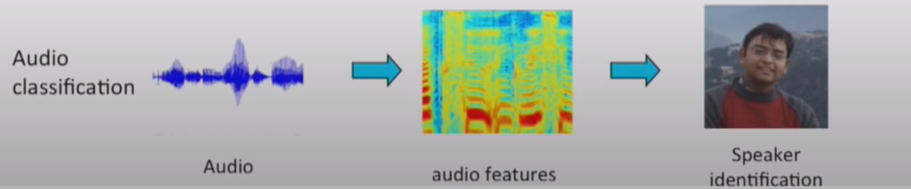 Audio
classification
Audio
audio features
Speaker
identification